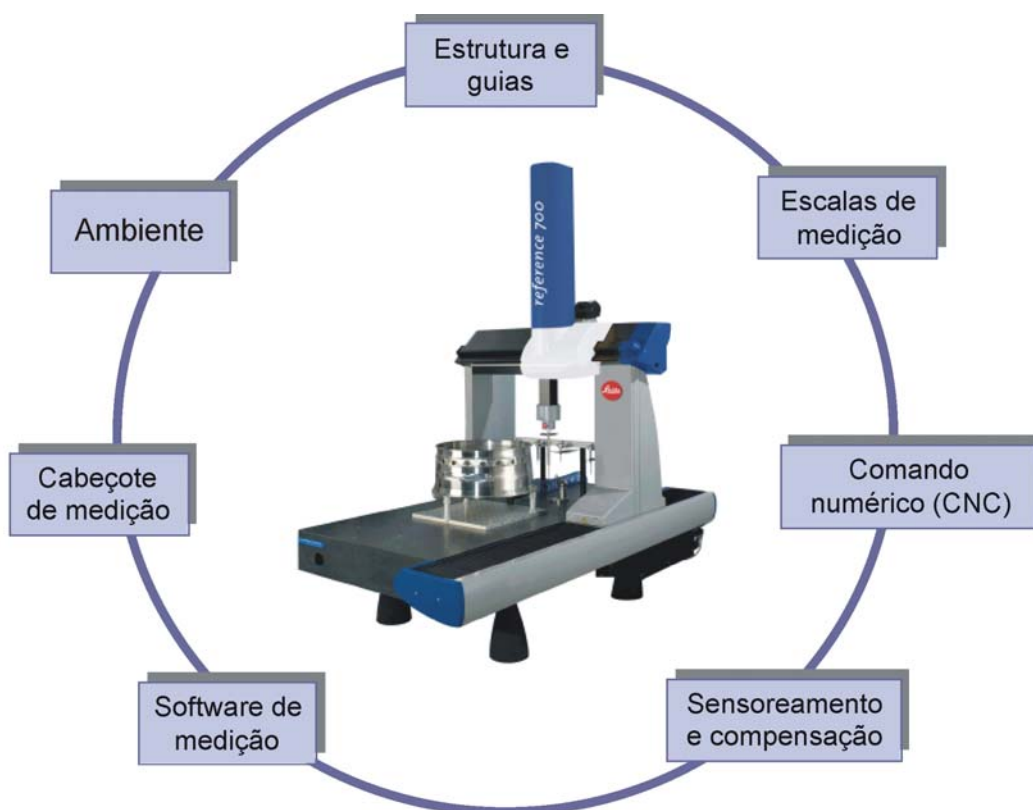 Estrutura e
guias
Escalas de
medição
Comando
numérico (CNC)
Sensoreamento
e compensação
Software de
medição
Cabeçote
de medição
Ambiente
reference 700
Leitz